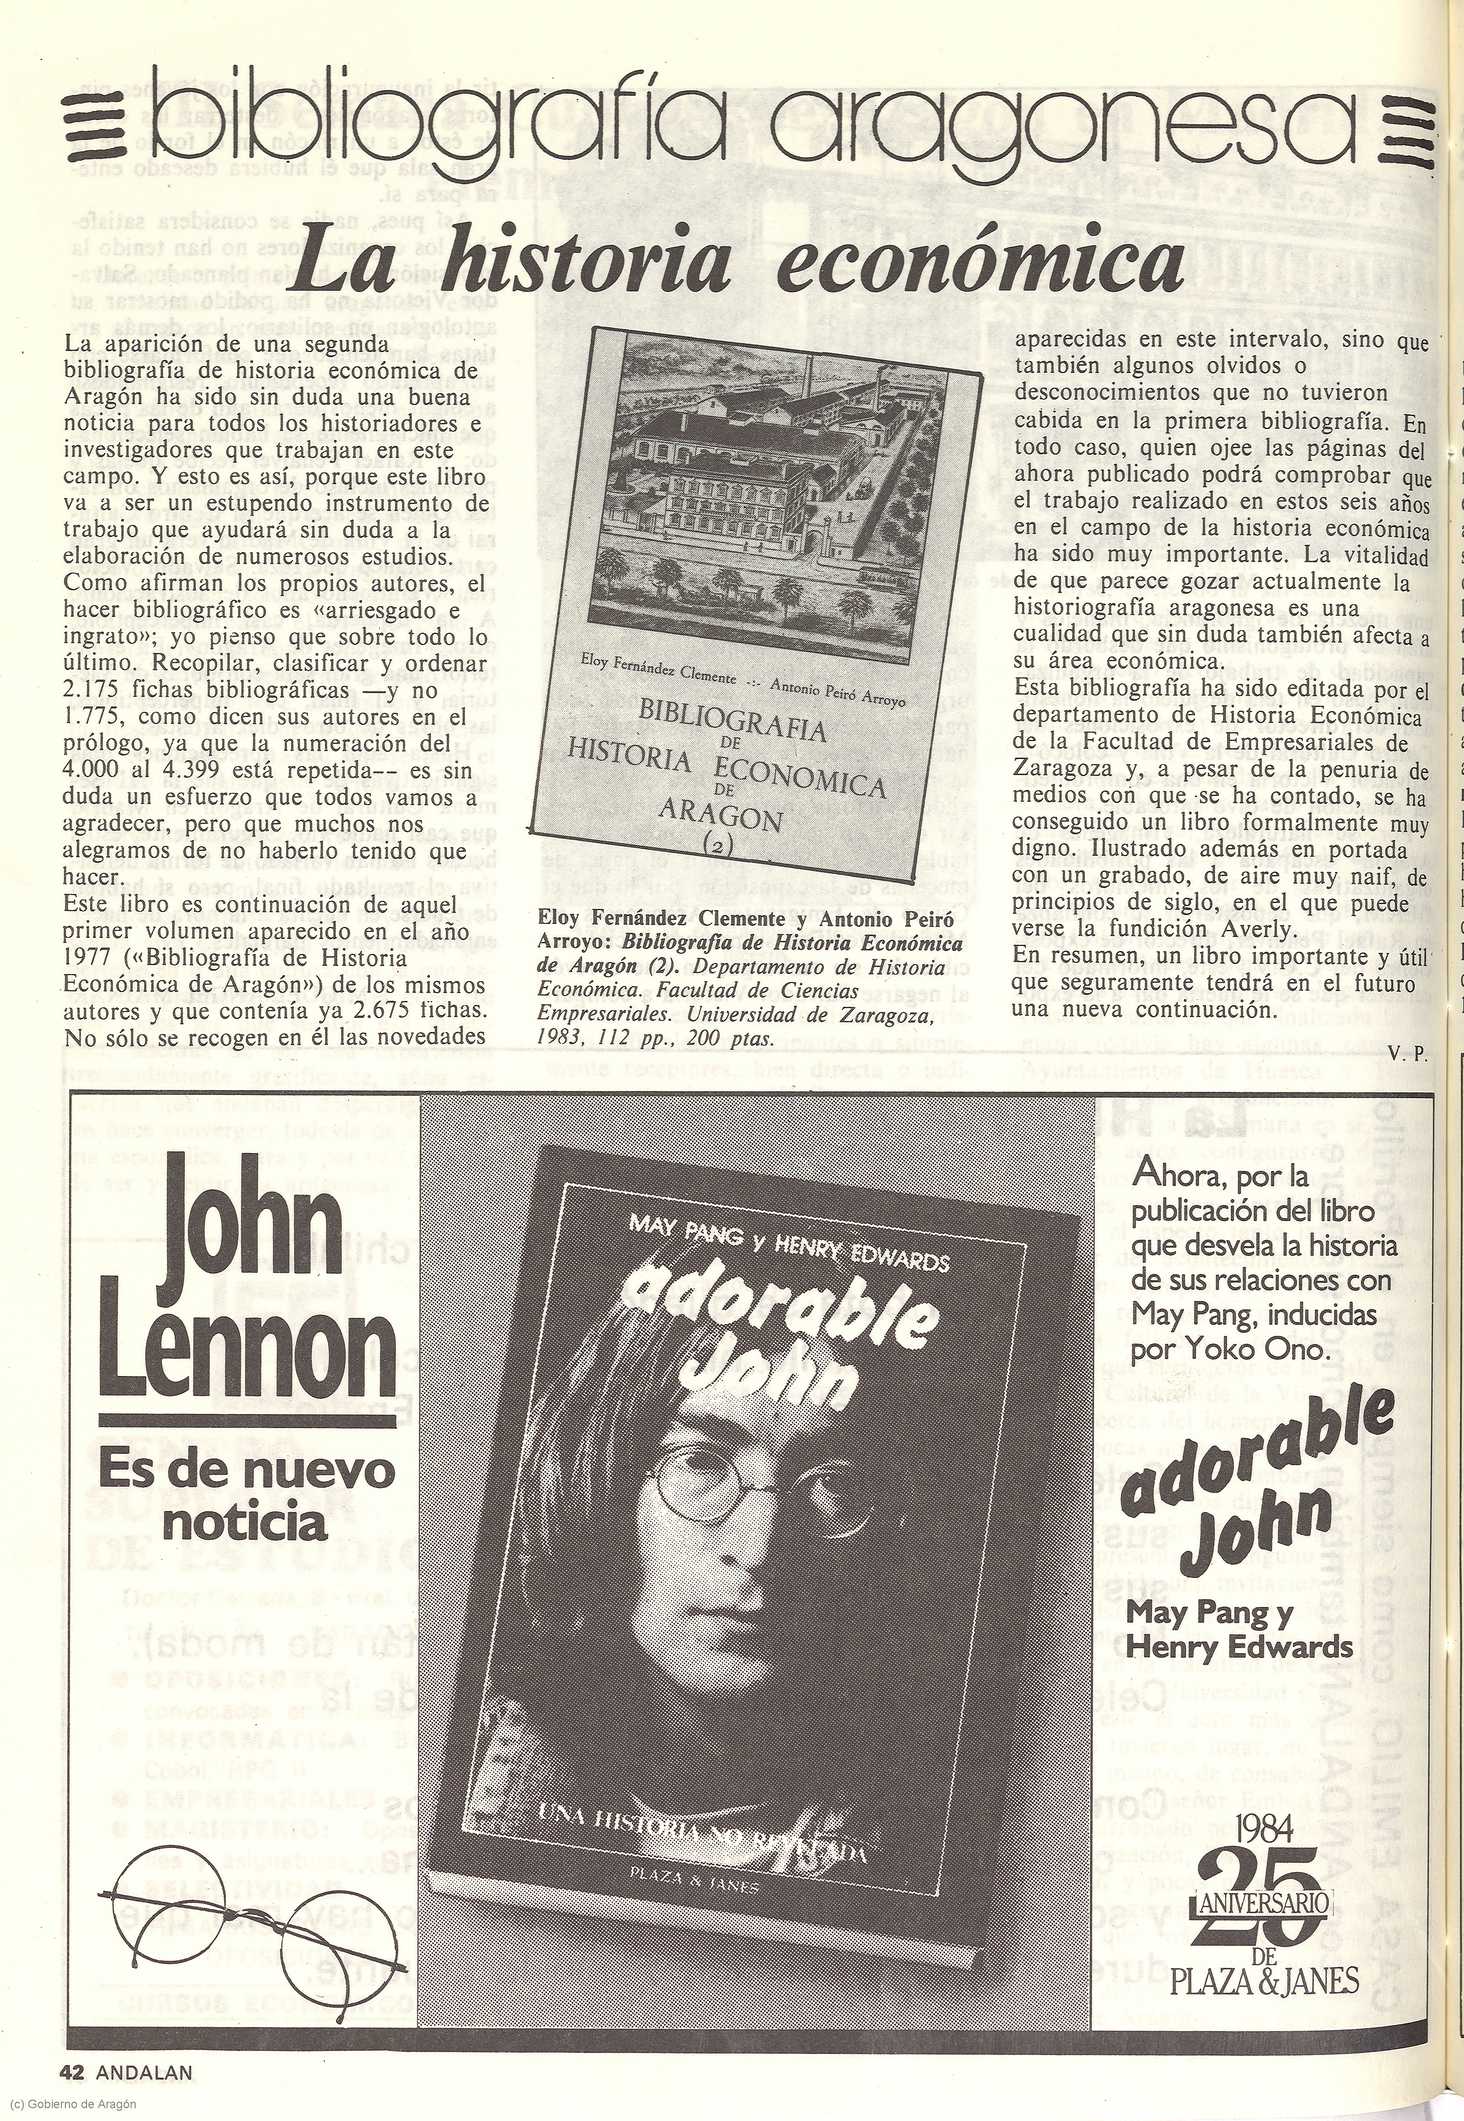 bibliografía aragonesa
La historia económica
La aparición de una segunda
bibliografía de historia económica de
Aragón ha sido sin duda una buena
noticia para todos los historiadores e
investigadores que trabajan en este
campo. Y esto es así, porque este libro
va a ser un estupendo instrumento de
trabajo que ayudará sin duda a la
elaboración de numerosos estudios.
Como afirman los propios autores, el
hacer bibliográfico es «arriesgado e
ingrato»; yo pienso que sobre todo lo
último. Recopilar, clasificar y ordenar
2.175 fichas bibliográficas —y no
1.775, como dicen sus autores en el
prólogo, ya que la numeración del
4.000 al 4.399 está repetida-- es sin
duda un esfuerzo que todos vamos a
agradecer, pero que muchos nos
alegramos de no haberlo tenido que
hacer.
Este libro es continuación de aquel
primer volumen aparecido en el año
1977 («Bibliografía de Historia
Económica de Aragón») de los mismos
autores y que contenía ya 2.675 fichas.
No sólo se recogen en él las novedades
Eloy Fernández Clemente -:- Antonio Peiró Arroyo
BIBLIOGRAFIA
DE
HISTORIA ECONOMICA
DE
ARAGON
(2)
Eloy Fernández Clemente y Antonio Peiró
Arroyo: Bibliografía de Historia Económica
de Aragón (2). Departamento de Historia
Económica. Facultad de Ciencias
Empresariales. Universidad de Zaragoza,
1983, 112 pp., 200 ptas.
aparecidas en este intervalo, sino que
también algunos olvidos o
desconocimientos que no tuvieron
cabida en la primera bibliografía. En
todo caso, quien ojee las páginas del
ahora publicado podrá comprobar que
el trabajo realizado en estos seis años
en el campo de la historia económica
ha sido muy importante. La vitalidad
de que parece gozar actualmente la
historiografía aragonesa es una
cualidad que sin duda también afecta a
su área económica.
Esta bibliografía ha sido editada por el
departamento de Historia Económica
de la Facultad de Empresariales de
Zaragoza y, a pesar de la penuria de
medios con que se ha contado, se ha
conseguido un libro formalmente muy
digno. Ilustrado además en portada
con un grabado, de aire muy naif, de
principios de siglo, en el que puede
verse la fundición Averly.
En resumen, un libro importante y útil
que seguramente tendrá en el futuro
una nueva continuación.
V. P.
John
Lennon
Es de nuevo
noticia
MAY PANG y HENRY EDWARDS
adorable
John
UNA HISTORIA NO REVELADA
PLAZA & JANES
Ahora, por la
publicación del libro
que desvela la historia
de sus relaciones con
May Pang, inducidas
por Yoko Ono.
adorable
John
May Pang y
Henry Edwards
1984
25
ANIVERSARIO
DE
PLAZA & JANES
42 ANDALAN
(c) Gobierno de Aragón